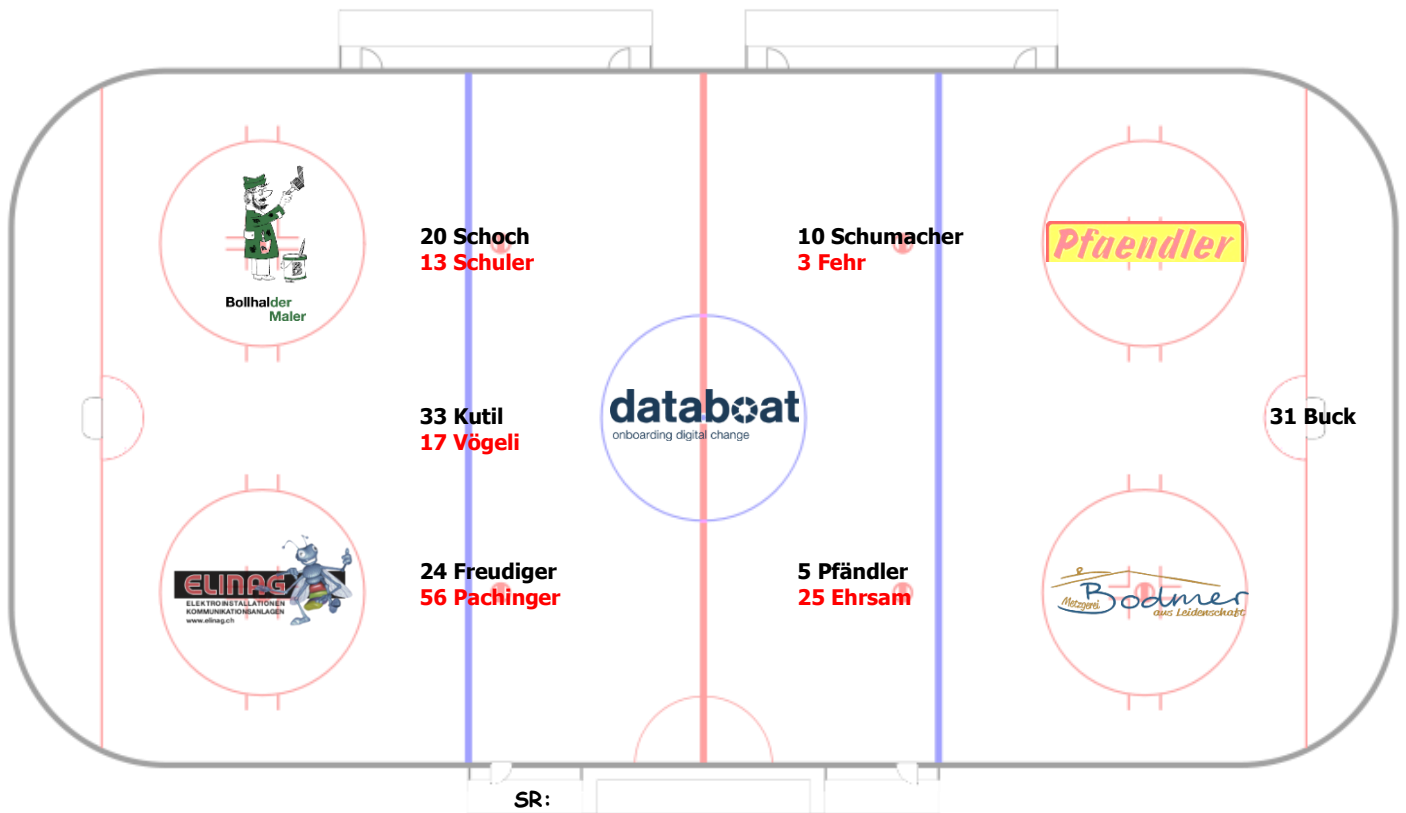 20 Schoch
13 Schuler
10 Schumacher
3 Fehr
Pfaendler
Bollhalder
Maler
33 Kutil
17 Vögeli
databoat
onboarding digital change
31 Buck
24 Freudiger
56 Pachinger
5 Pfändler
25 Ehrsam
ELINAG
ELEKTROINSTALLATIONEN
KOMMUNIKATIONSANLAGEN
www.elinag.ch
Metzgerei
Bodmer
aus Leidenschaft
SR: